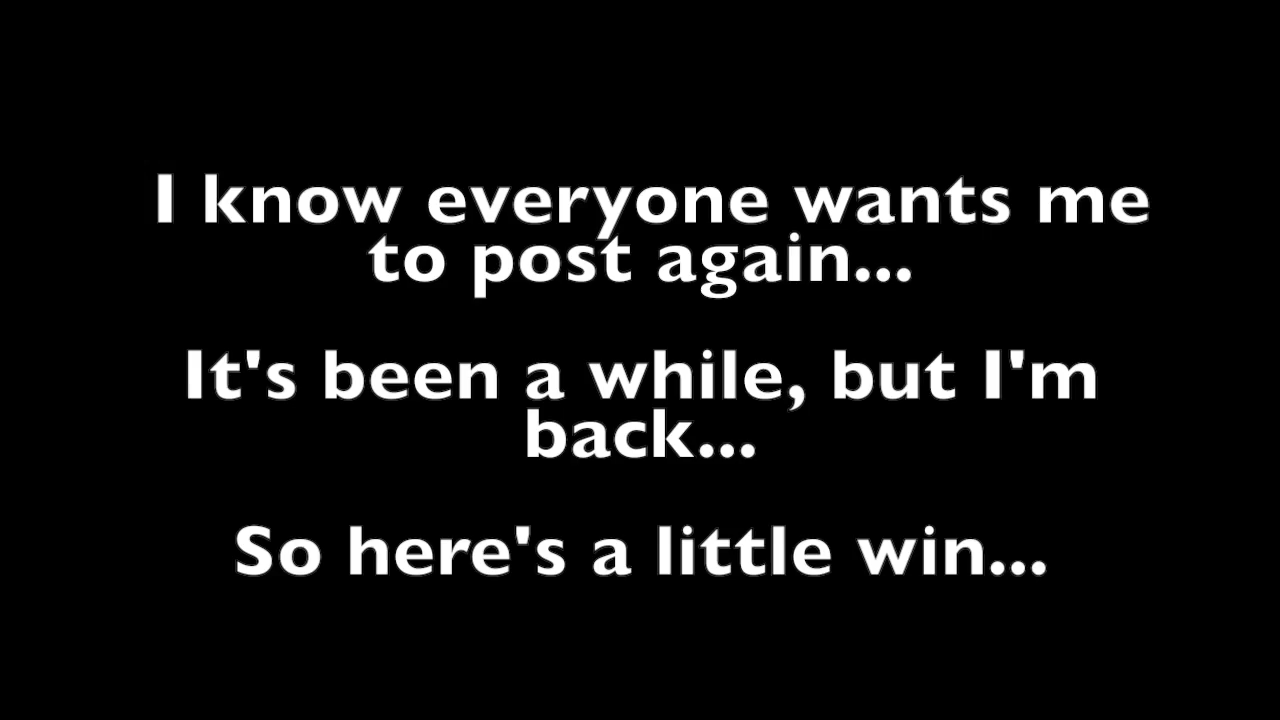 I know everyone wants me
to post again...
It's been a while, but I'm
back...
So here's a little win...